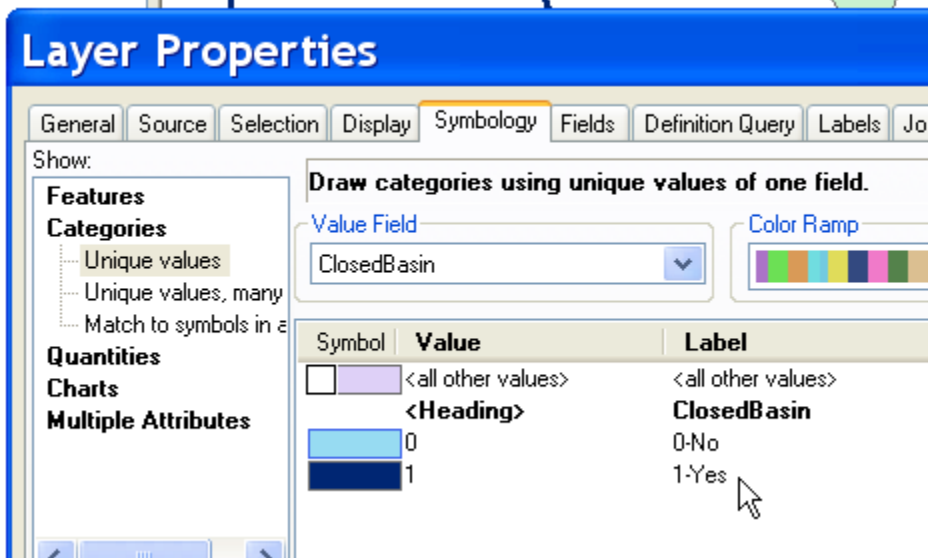 Layer Properties
General Source Selection Display Symbology Fields Definition Query Labels Jo
Show:
Features
Categories
Unique values
Unique values, many
Match to symbols in a
Quantities
Charts
Multiple Attributes
Draw categories using unique values of one field.
Value Field
ClosedBasin
Color Ramp
Symbol Value Label
<all other values> <all other values>
<Heading> ClosedBasin
0 0-No
1 1-Yes